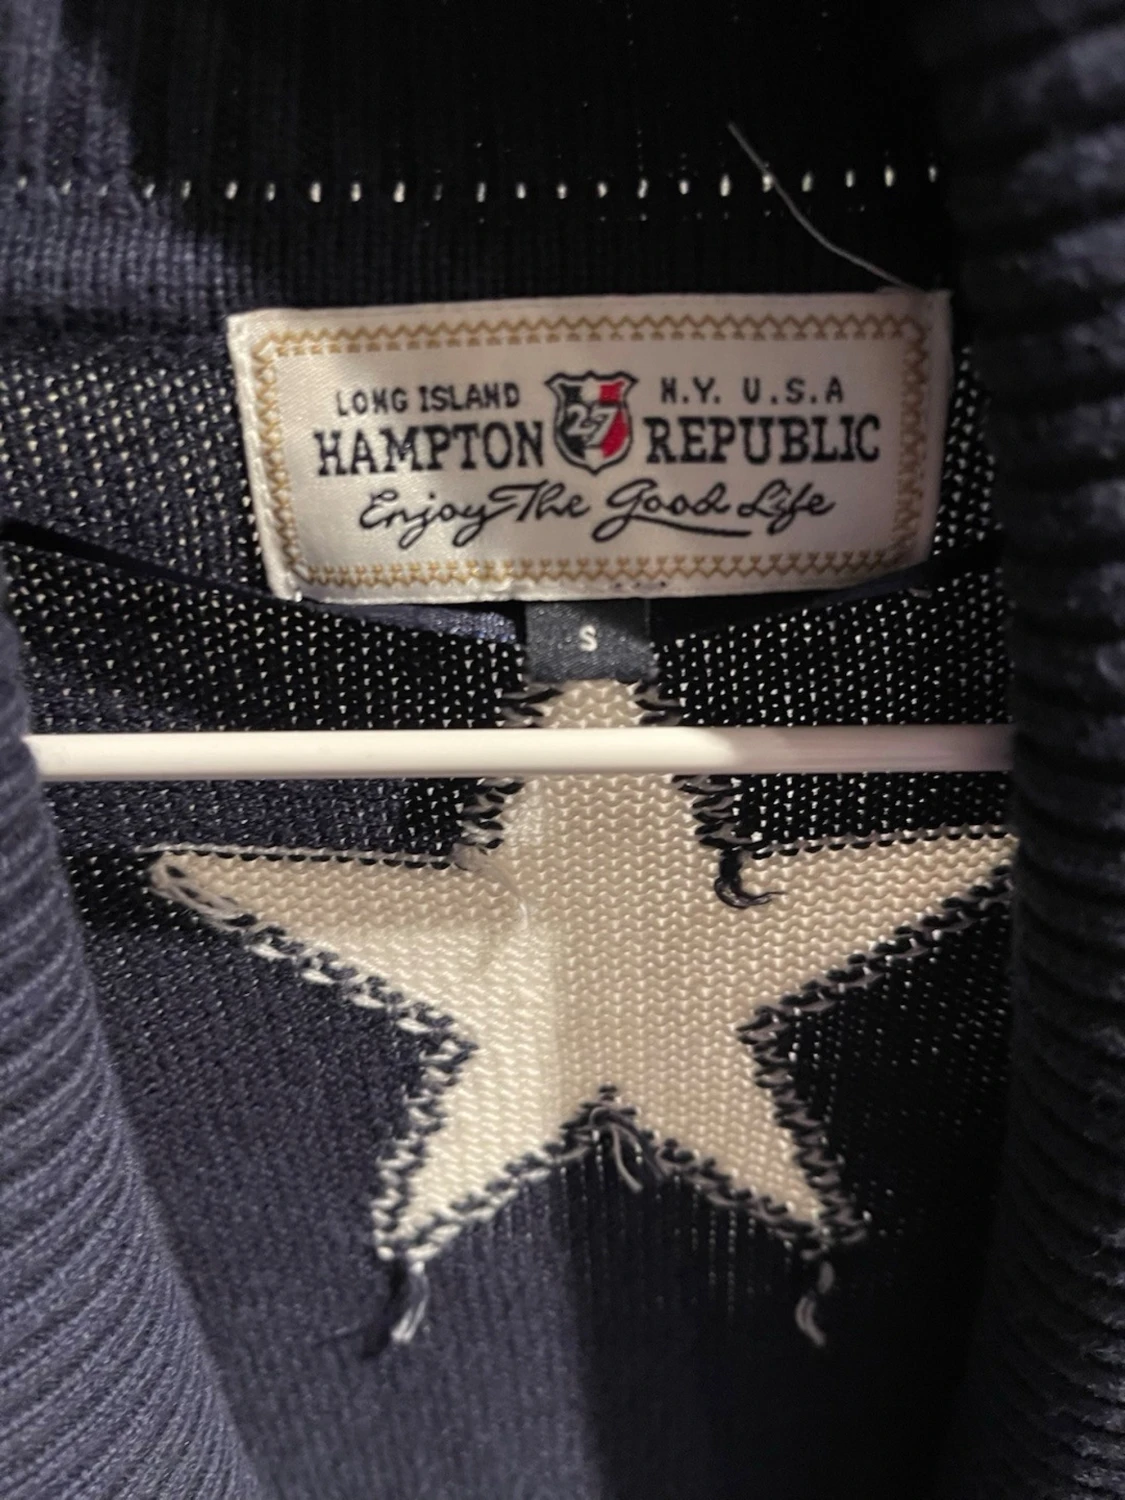 LONG ISLAND N.Y. U.S.A
HAMPTON 27 REPUBLIC
Enjoy The Good Life
S